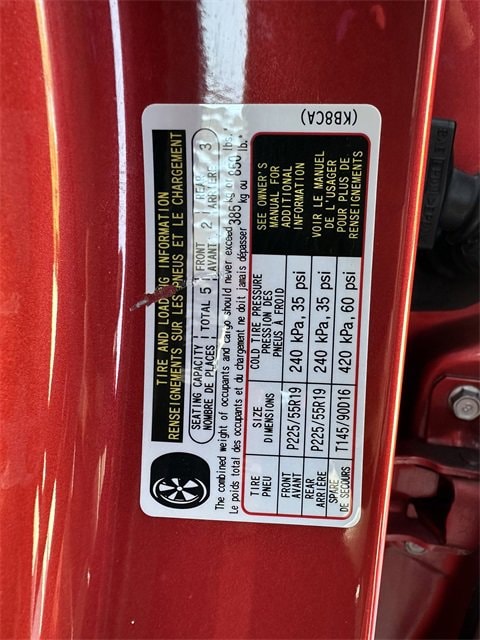 TIRE AND LOADING INFORMATION
RENSEIGNEMENTS SUR LES PNEUS ET LE CHARGEMENT
SEATING CAPACITY | TOTAL 5 | FRONT 2 | REAR 3
NOMBRE DE PLACES | AVANT | ARRIÈRE
The combined weight of occupants and cargo should never exceed 385 kg or 850 lbs.
Le poids total des occupants et du chargement ne doit jamais dépasser kg ou lb.
TIRE SIZE COLD TIRE PRESSURE
PNEU DIMENSIONS PRESSION DES PNEUS A FROID
FRONT AVANT P225/55R19 240 kPa, 35 psi
REAR ARRIÈRE P225/55R19 240 kPa, 35 psi
SPARE DE SECOURS T145/90D16 420 kPa, 60 psi
SEE OWNER'S
MANUAL FOR
ADDITIONAL
INFORMATION
VOIR LE MANUEL
DE L'USAGER
POUR PLUS DE
RENSEIGNEMENTS
(KB8CA)